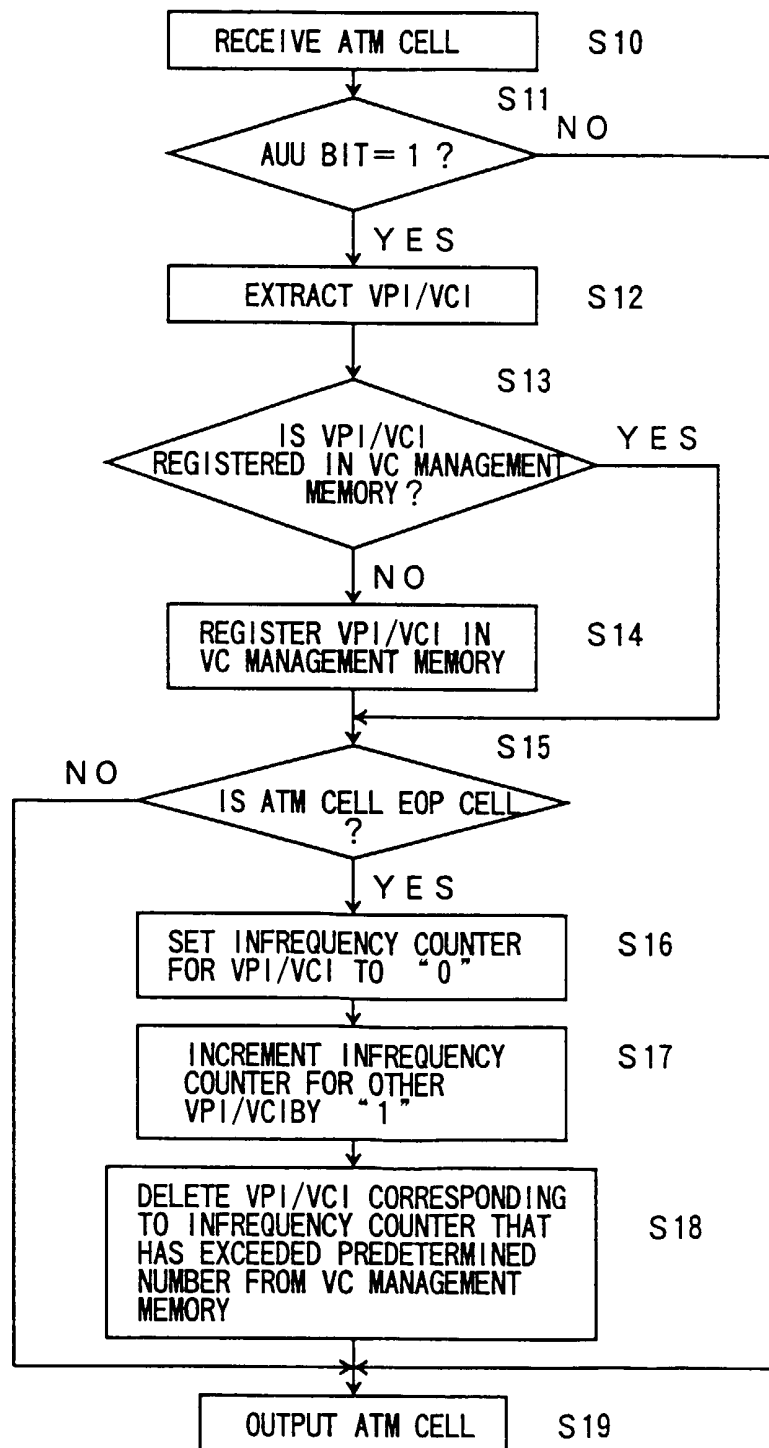 RECEIVE ATM CELL S10
S11
NO
AUU BIT= 1 ?
YES
EXTRACT VPI/VCI S12
S13
IS VPI/VCI
REGISTERED IN VC MANAGEMENT
MEMORY?
YES
NO
REGISTER VPI/VCI IN
VC MANAGEMENT MEMORY
S14
S15
NO
IS ATM CELL EOP CELL
?
YES
SET INFREQUENCY COUNTER
FOR VPI/VCI TO “0”
S16
INCREMENT INFREQUENCY
COUNTER FOR OTHER
VPI/VCIBY “1”
S17
DELETE VPI/VCI CORRESPONDING
TO INFREQUENCY COUNTER THAT
HAS EXCEEDED PREDETERMINED
NUMBER FROM VC MANAGEMENT
MEMORY
S18
OUTPUT ATM CELL S19